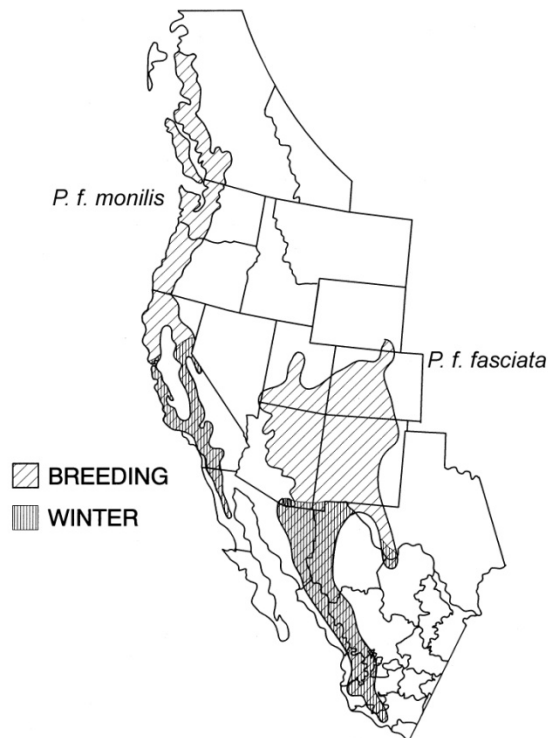 P. f. monilis
P. f. fasciata
BREEDING
WINTER